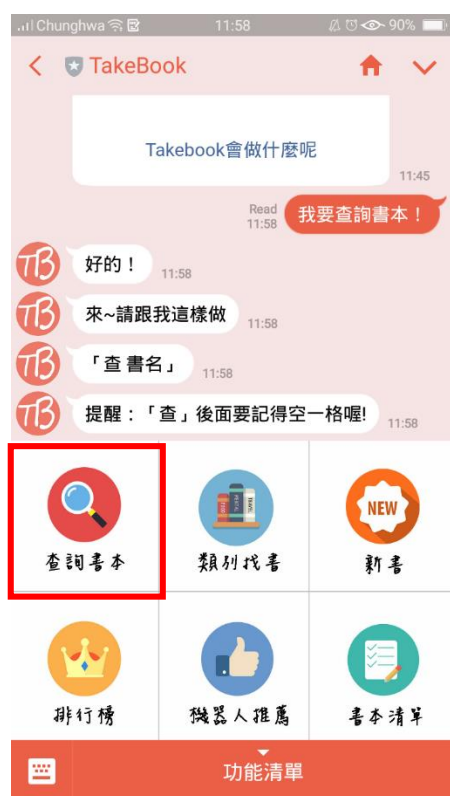 Chunghwa 11:58 90%
TakeBook
Takebook會做什麼呢
11:45
Read
11:58
我要查詢書本！
TB 好的！ 11:58
TB 來~請跟我這樣做 11:58
TB 「查 書名」 11:58
TB 提醒：「查」後面要記得空一格喔! 11:58
NEW
查詢書本 類別找書 新書
排行榜 機器人推薦 書本清單
功能清單